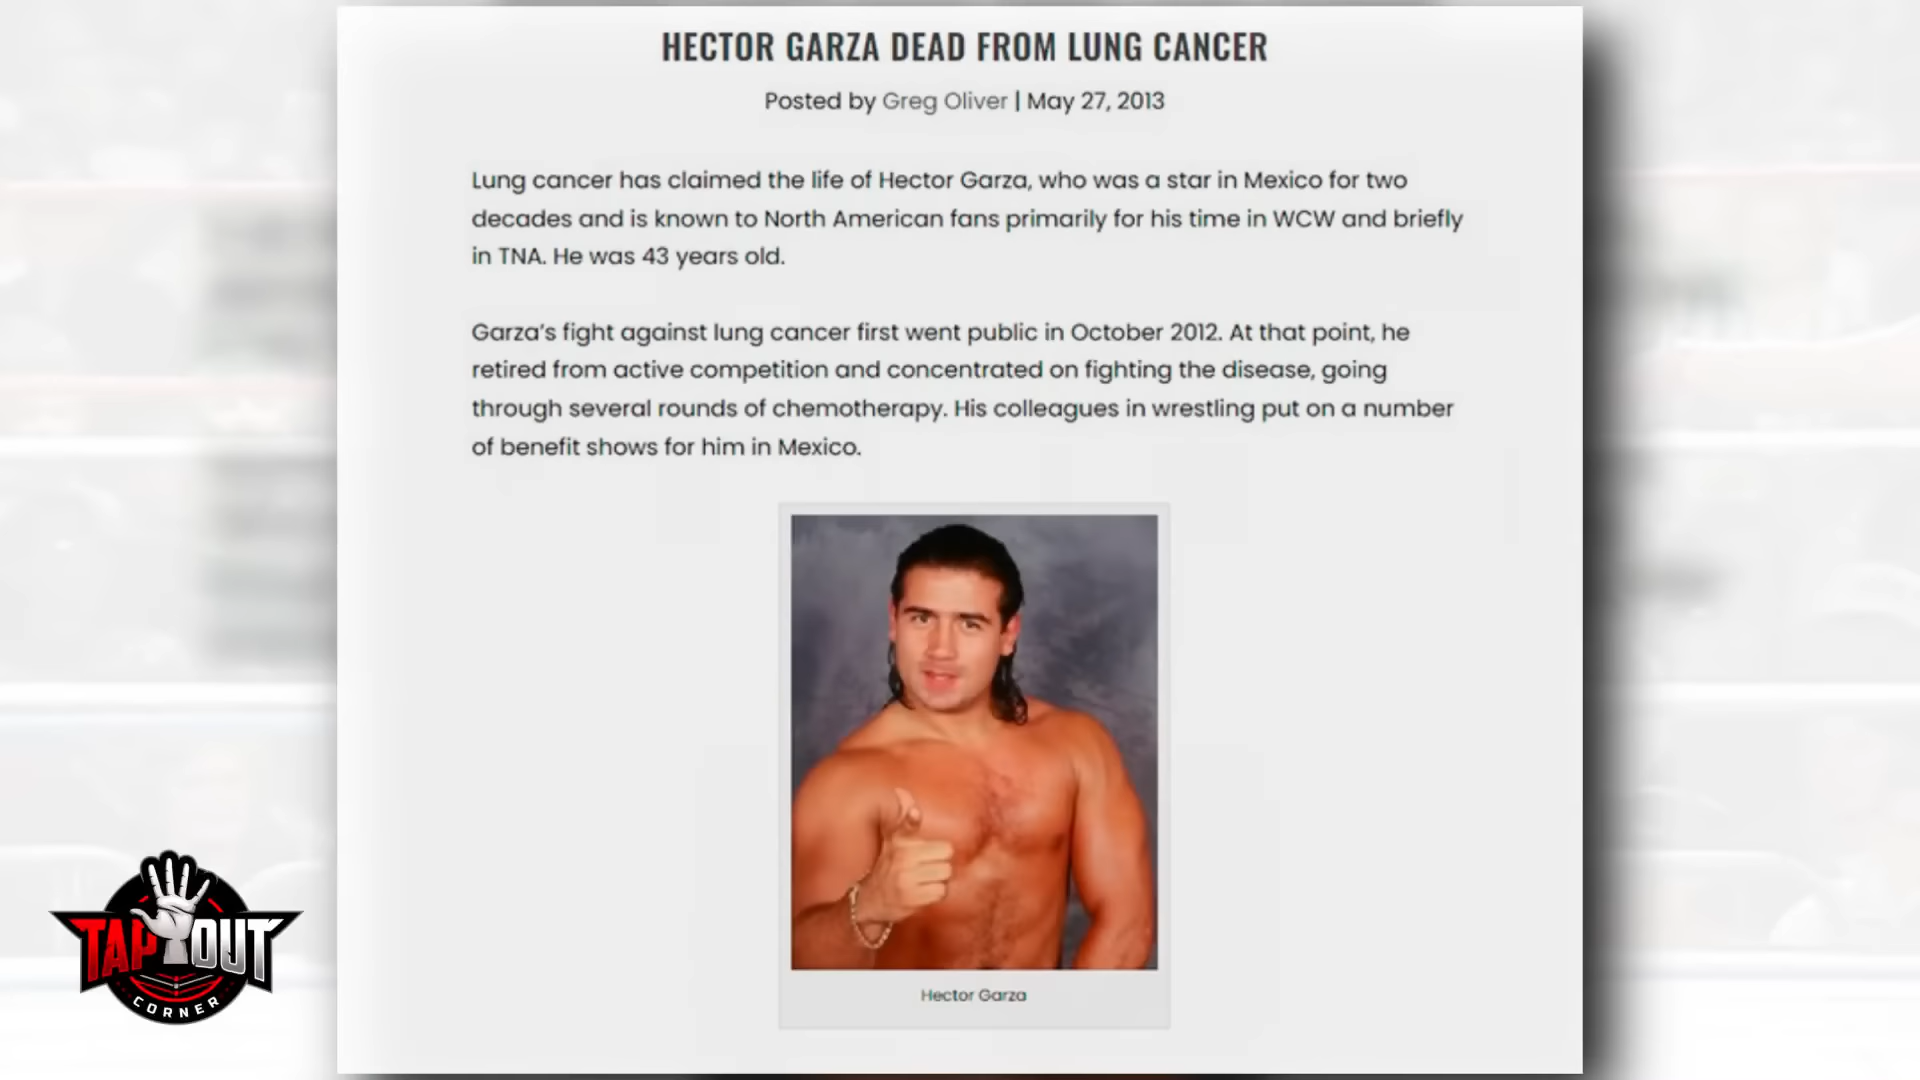 HECTOR GARZA DEAD FROM LUNG CANCER
Posted by Greg Oliver | May 27, 2013
Lung cancer has claimed the life of Hector Garza, who was a star in Mexico for two
decades and is known to North American fans primarily for his time in WCW and briefly
in TNA. He was 43 years old.
Garza's fight against lung cancer first went public in October 2012. At that point, he
retired from active competition and concentrated on fighting the disease, going
through several rounds of chemotherapy. His colleagues in wrestling put on a number
of benefit shows for him in Mexico.
Hector Garza
TAP OUT
CORNER